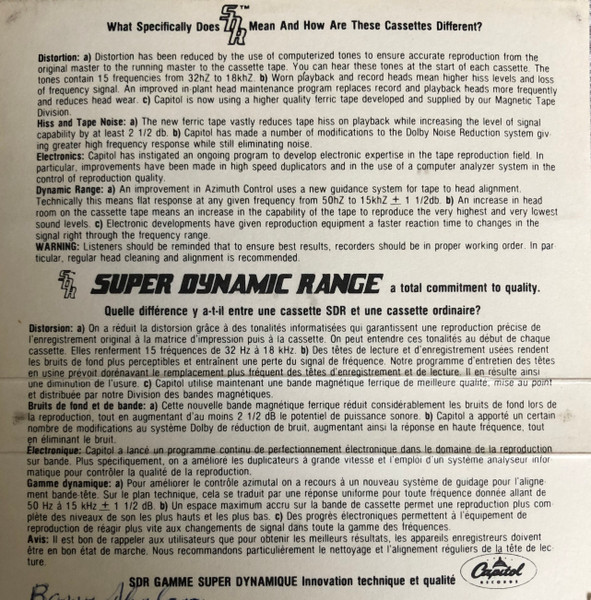 What Specifically Does SDR™ Mean And How Are These Cassettes Different?
Distortion: a) Distortion has been reduced by the use of computerized tones to ensure accurate reproduction from the
original master to the running master to the cassette tape. You can hear these tones at the start of each cassette. The
tones contain 15 frequencies from 32hZ to 18khZ. b) Worn playback and record heads mean higher hiss levels and loss
of frequency signal. An improved in-plant head maintenance program replaces record and playback heads more frequently
and reduces head wear. c) Capitol is now using a higher quality ferric tape developed and supplied by our Magnetic Tape
Division.
Hiss and Tape Noise: a) The new ferric tape vastly reduces tape hiss on playback while increasing the level of signal
capability by at least 2 1/2 db. b) Capitol has made a number of modifications to the Dolby Noise Reduction system giv-
ing greater high frequency response while still eliminating noise.
Electronics: Capitol has instigated an ongoing program to develop electronic expertise in the tape reproduction field. In
particular, improvements have been made in high speed duplicators and in the use of a computer analyzer system in the
control of reproduction quality.
Dynamic Range: a) An improvement in Azimuth Control uses a new guidance system for tape to head alignment.
Technically this means flat response at any given frequency from 50hZ to 15khZ ± 1 1/2db. b) An increase in head
room on the cassette tape means an increase in the capability of the tape to reproduce the very highest and very lowest
sound levels. c) Electronic developments have given reproduction equipment a faster reaction time to changes in the
signal right through the frequency range.
WARNING: Listeners should be reminded that to ensure best results, recorders should be in proper working order. In par-
ticular, regular head cleaning and alignment is recommended.
SDR SUPER DYNAMIC RANGE a total commitment to quality.
Quelle différence y a-t-il entre une cassette SDR et une cassette ordinaire?
Distorsion: a) On a réduit la distorsion grâce à des tonalités informatisées qui garantissent une reproduction précise de
l'enregistrement original à la matrice d'impression puis à la cassette. On peut entendre ces tonalités au début de chaque
cassette. Elles renferment 15 fréquences de 32 Hz à 18 kHz. b) Des têtes de lecture et d'enregistrement usées rendent
les bruits de fond plus perceptibles et entraînent une perte du signal de fréquence. Notre programme d'entretien des têtes
en usine prévoit dorénavant le remplacement plus fréquent des têtes d'enregistrement et de lecture. Il en résulte ainsi
une diminution de l'usure. c) Capitol utilise maintenant une bande magnétique ferrique de meilleure qualité, mise au point
et distribuée par notre Division des bandes magnétiques.
Bruits de fond et de bande: a) Cette nouvelle bande magnétique ferrique réduit considérablement les bruits de fond lors de
la reproduction, tout en augmentant d'au moins 2 1/2 dB le potentiel de puissance sonore. b) Capitol a apporté un certain
nombre de modifications au système Dolby de réduction de bruit, augmentant ainsi la réponse en haute fréquence, tout
en éliminant le bruit.
Électronique: Capitol a lancé un programme continu de perfectionnement électronique dans le domaine de la reproduction
sur bande. Plus spécifiquement, on a amélioré les duplicateurs à grande vitesse et l'emploi d'un système analyseur infor-
matique pour contrôler la qualité de la reproduction.
Gamme dynamique: a) Pour améliorer le contrôle azimutal on a recours à un nouveau système de guidage pour l'aligne-
ment bande-tête. Sur le plan technique, cela se traduit par une réponse uniforme pour toute fréquence donnée allant de
50 Hz à 15 kHz ± 1 1/2 dB. b) Un espace maximum accru sur la bande de cassette permet une reproduction plus com-
plète des niveaux de son les plus hauts et les plus bas. c) Des progrès électroniques permettent à l'équipement de
reproduction de réagir plus vite aux changements de signal dans toute la gamme des fréquences.
Avis: Il est bon de rappeler aux utilisateurs que pour obtenir les meilleurs résultats, les appareils enregistreurs doivent
être en bon état de marche. Nous recommandons particulièrement le nettoyage et l'alignement réguliers de la tête de lec-
ture.
SDR GAMME SUPER DYNAMIQUE Innovation technique et qualité
Capitol
RECORDS